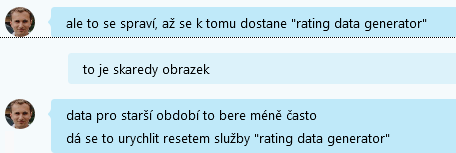 ale to se spraví, až se k tomu dostane "rating data generator"
to je skaredy obrazek
data pro starší období to bere méně často
dá se to urychlit resetem služby "rating data generator"